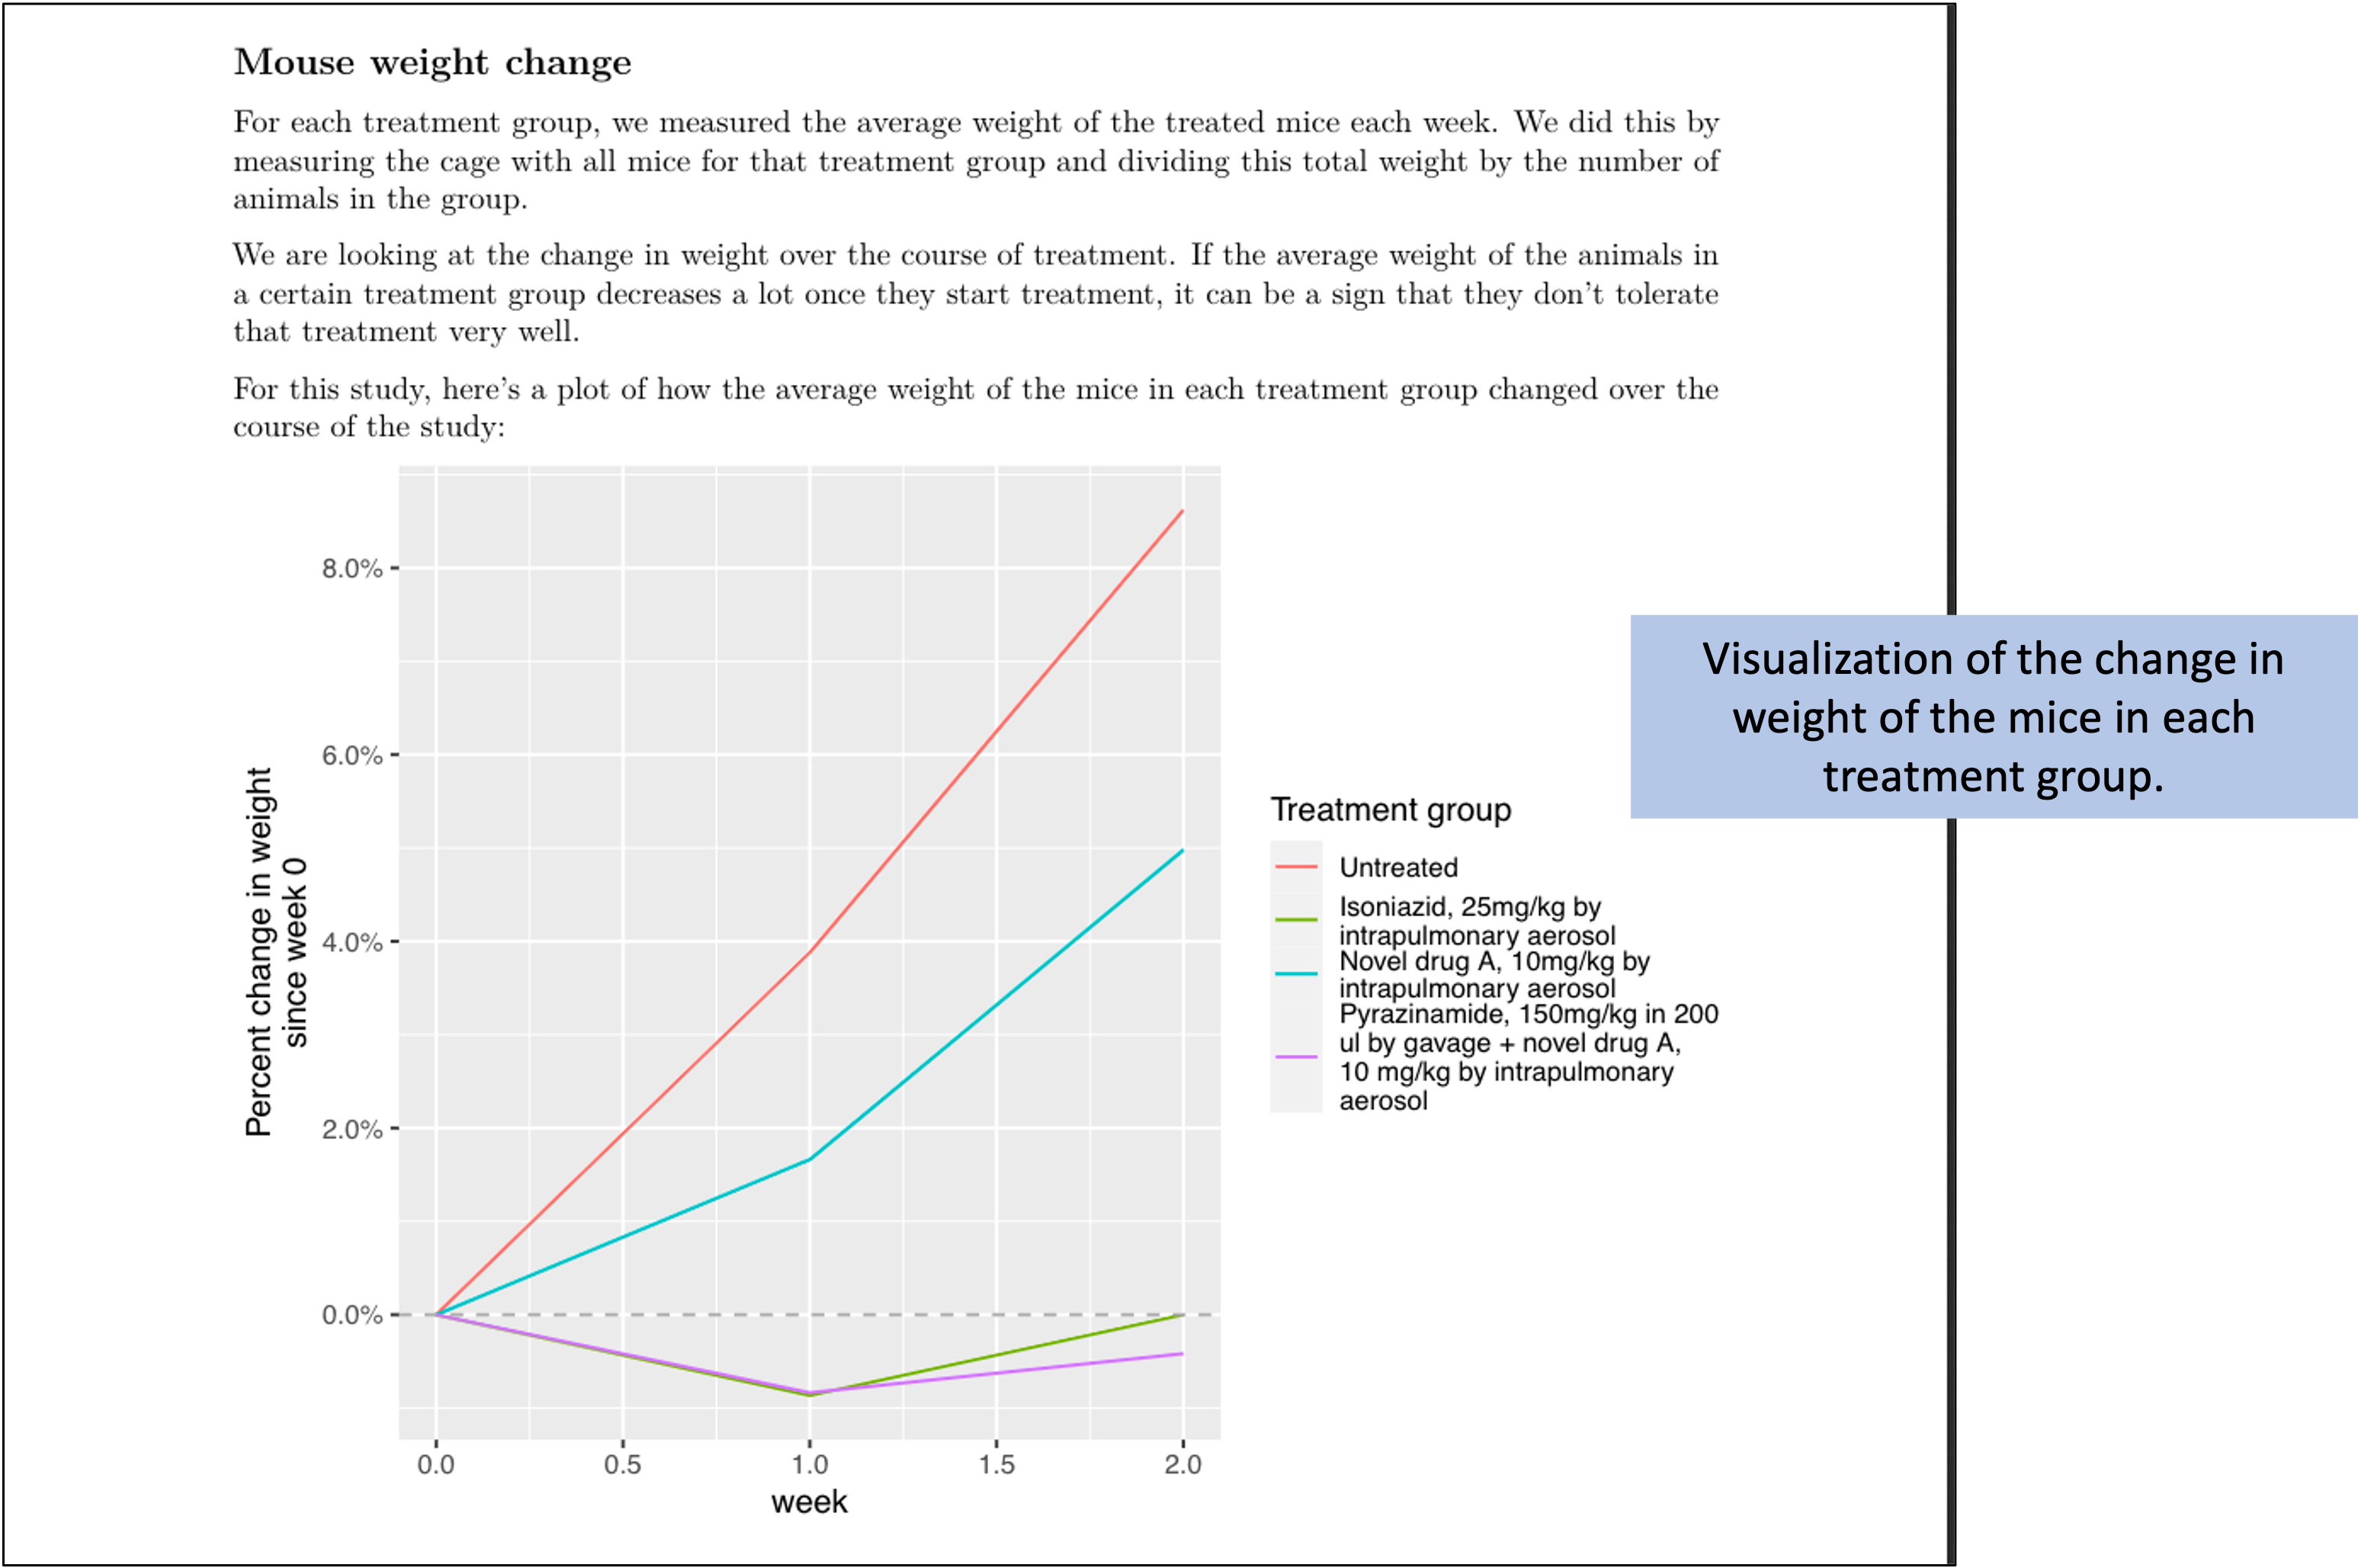 Mouse weight change
For each treatment group, we measured the average weight of the treated mice each week. We did this by
measuring the cage with all mice for that treatment group and dividing this total weight by the number of
animals in the group.
We are looking at the change in weight over the course of treatment. If the average weight of the animals in
a certain treatment group decreases a lot once they start treatment, it can be a sign that they don't tolerate
that treatment very well.
For this study, here's a plot of how the average weight of the mice in each treatment group changed over the
course of the study:
Percent change in weight
since week 0
8.0%
6.0%
4.0%
2.0%
0.0%
0.0 0.5 1.0 1.5 2.0
week
Treatment group
Untreated
Isoniazid, 25mg/kg by
intrapulmonary aerosol
Novel drug A, 10mg/kg by
intrapulmonary aerosol
Pyrazinamide, 150mg/kg in 200
ul by gavage + novel drug A,
10 mg/kg by intrapulmonary
aerosol
Visualization of the change in
weight of the mice in each
treatment group.